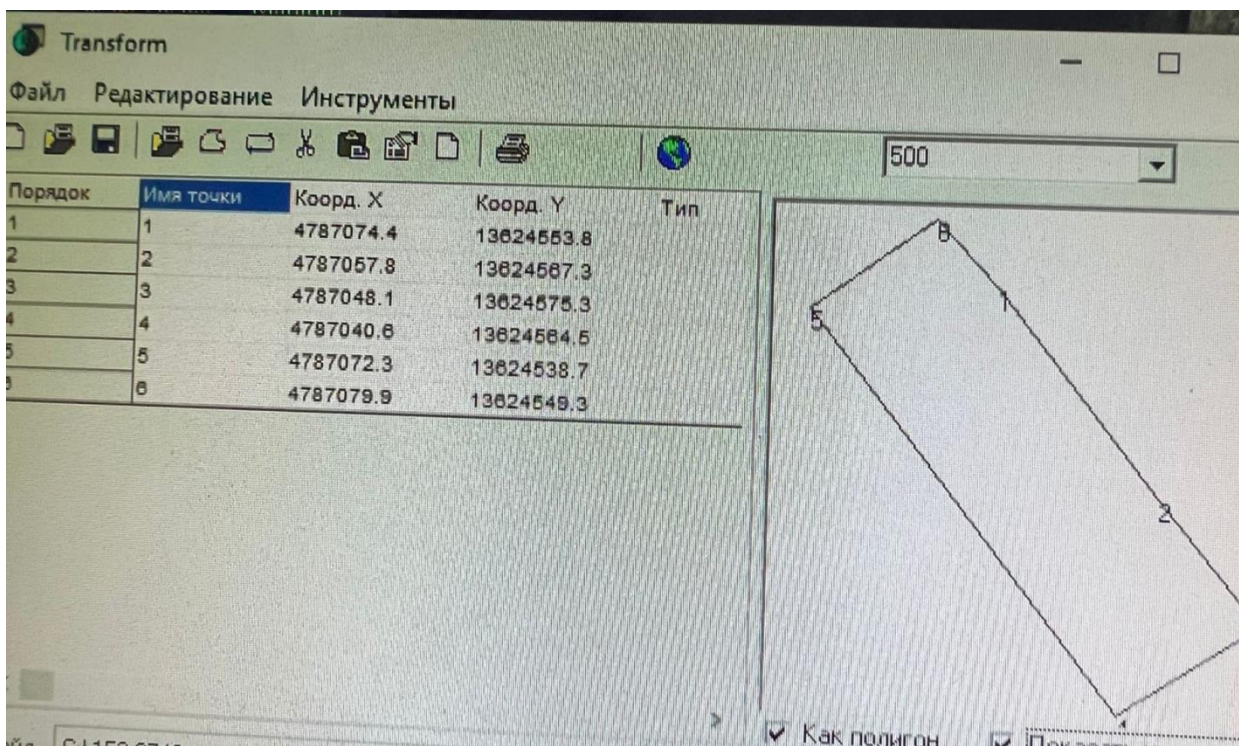 Transform
Файл Редактирование Инструменты
500
Порядок Имя точки Коорд. X Коорд. Y Тип
1 1 4787074.4 13624553.8
2 2 4787057.8 13624567.3
3 3 4787048.1 13624575.3
4 4 4787040.6 13624564.5
5 5 4787072.3 13624538.7
6 4787079.9 13624549.3
6
5
1
2
Как полигон